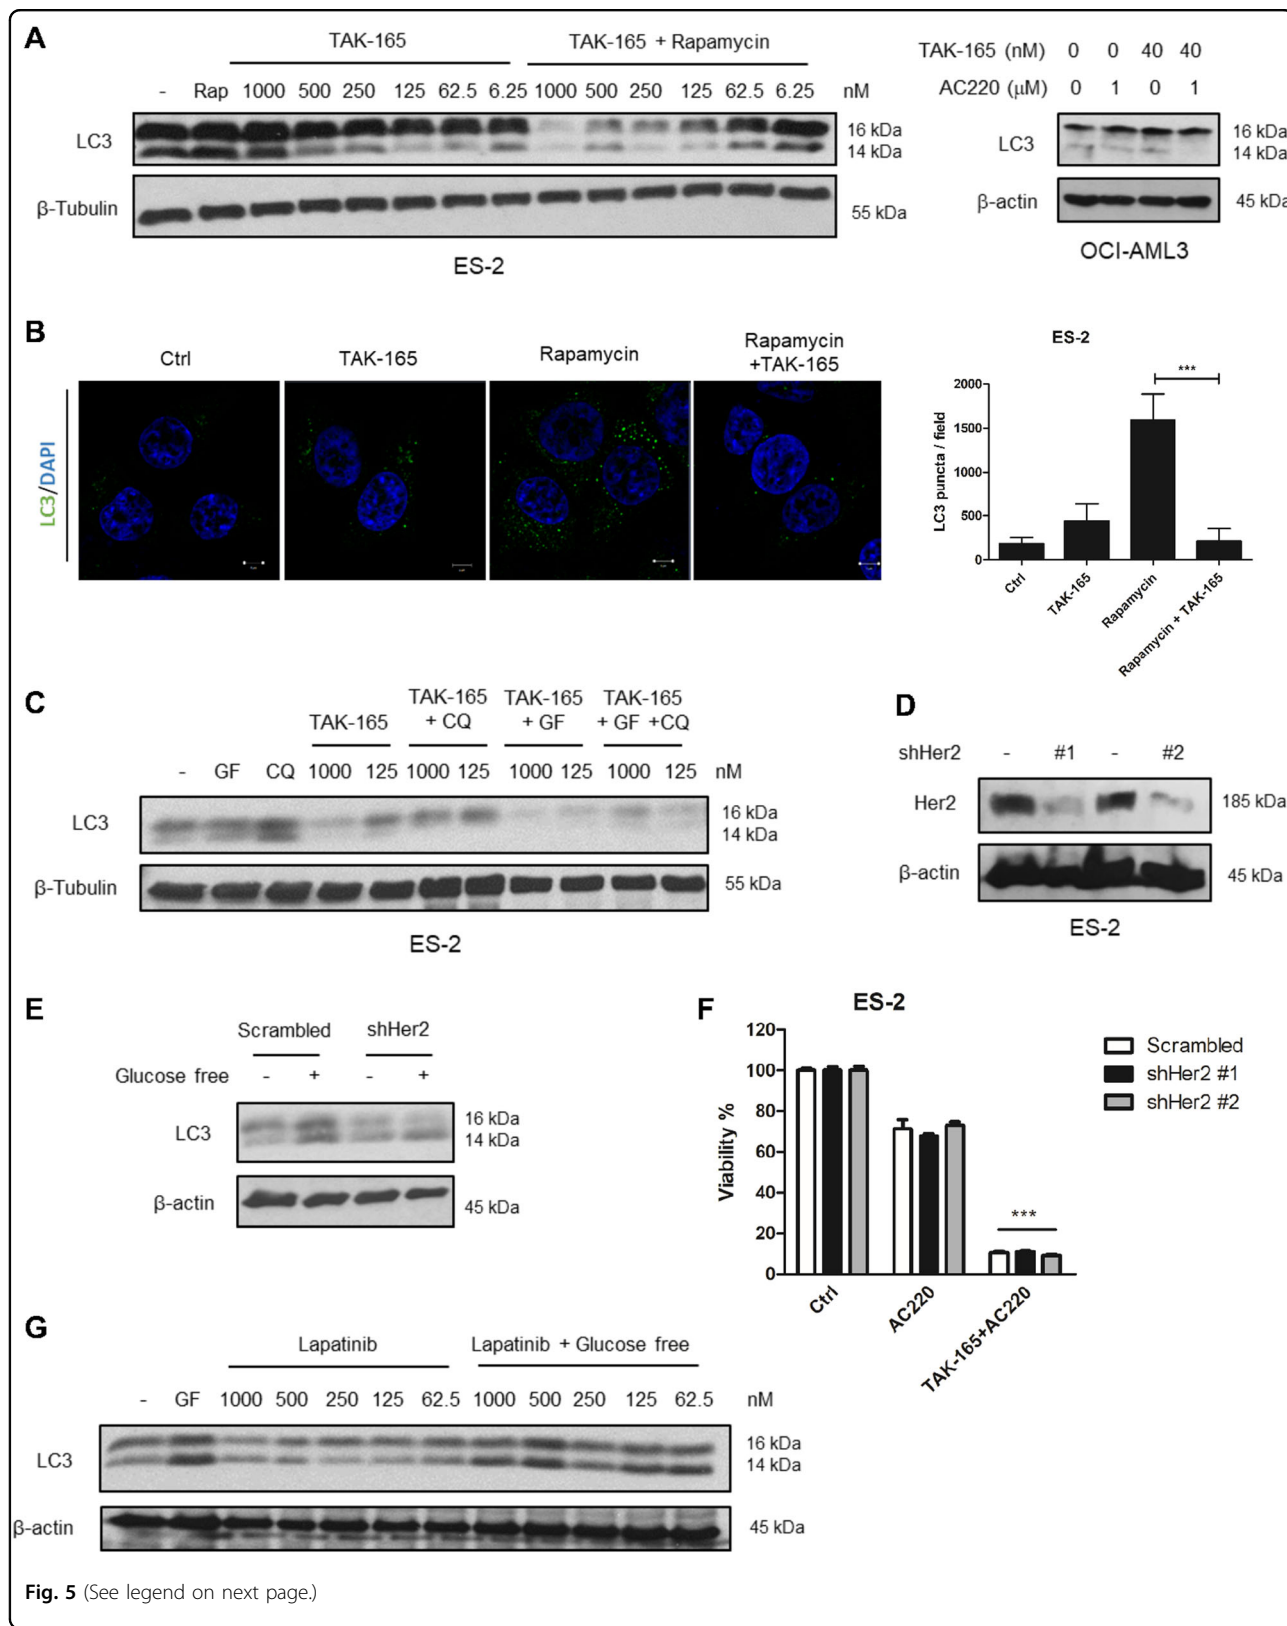 A
TAK-165
TAK-165 + Rapamycin
- Rap 1000 500 250 125 62.5 6.25 1000 500 250 125 62.5 6.25 nM
LC3
16 kDa
14 kDa
β-Tubulin
55 kDa
ES-2
TAK-165 (nM) 0 0 40 40
AC220 (μM) 0 1 0 1
LC3
16 kDa
14 kDa
β-actin
45 kDa
OCI-AML3
B
Ctrl
TAK-165
Rapamycin
Rapamycin
+TAK-165
LC3/DAPI
ES-2
***
LC3 puncta / field
2000
1500
1000
500
0
Ctrl
TAK-165
Rapamycin
Rapamycin + TAK-165
C
TAK-165
TAK-165
+ CQ
TAK-165
+ GF
TAK-165
+ GF +CQ
- GF CQ 1000 125 1000 125 1000 125 1000 125 nM
LC3
16 kDa
14 kDa
β-Tubulin
55 kDa
ES-2
D
shHer2 - #1 - #2
Her2
185 kDa
β-actin
45 kDa
ES-2
E
Scrambled shHer2
Glucose free - + - +
LC3
16 kDa
14 kDa
β-actin
45 kDa
F
ES-2
Viability %
120
100
80
60
40
20
0
***
Ctrl
AC220
TAK-165+AC220
Scrambled
shHer2 #1
shHer2 #2
G
Lapatinib
Lapatinib + Glucose free
- GF 1000 500 250 125 62.5 1000 500 250 125 62.5 nM
LC3
16 kDa
14 kDa
β-actin
45 kDa
Fig. 5 (See legend on next page.)